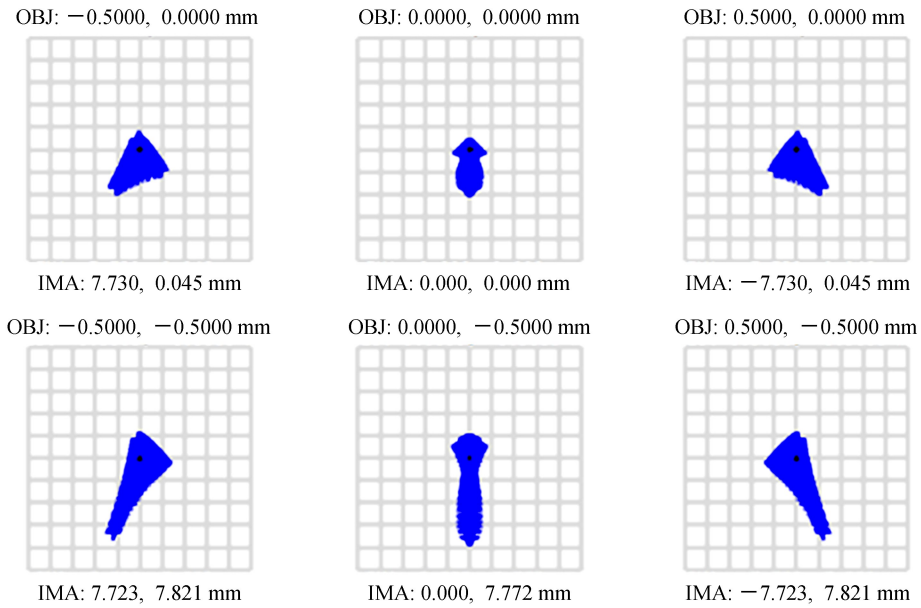 OBJ: −0.5000, 0.0000 mm
OBJ: 0.0000, 0.0000 mm
OBJ: 0.5000, 0.0000 mm
IMA: 7.730, 0.045 mm
IMA: 0.000, 0.000 mm
IMA: −7.730, 0.045 mm
OBJ: −0.5000, −0.5000 mm
OBJ: 0.0000, −0.5000 mm
OBJ: 0.5000, −0.5000 mm
IMA: 7.723, 7.821 mm
IMA: 0.000, 7.772 mm
IMA: −7.723, 7.821 mm